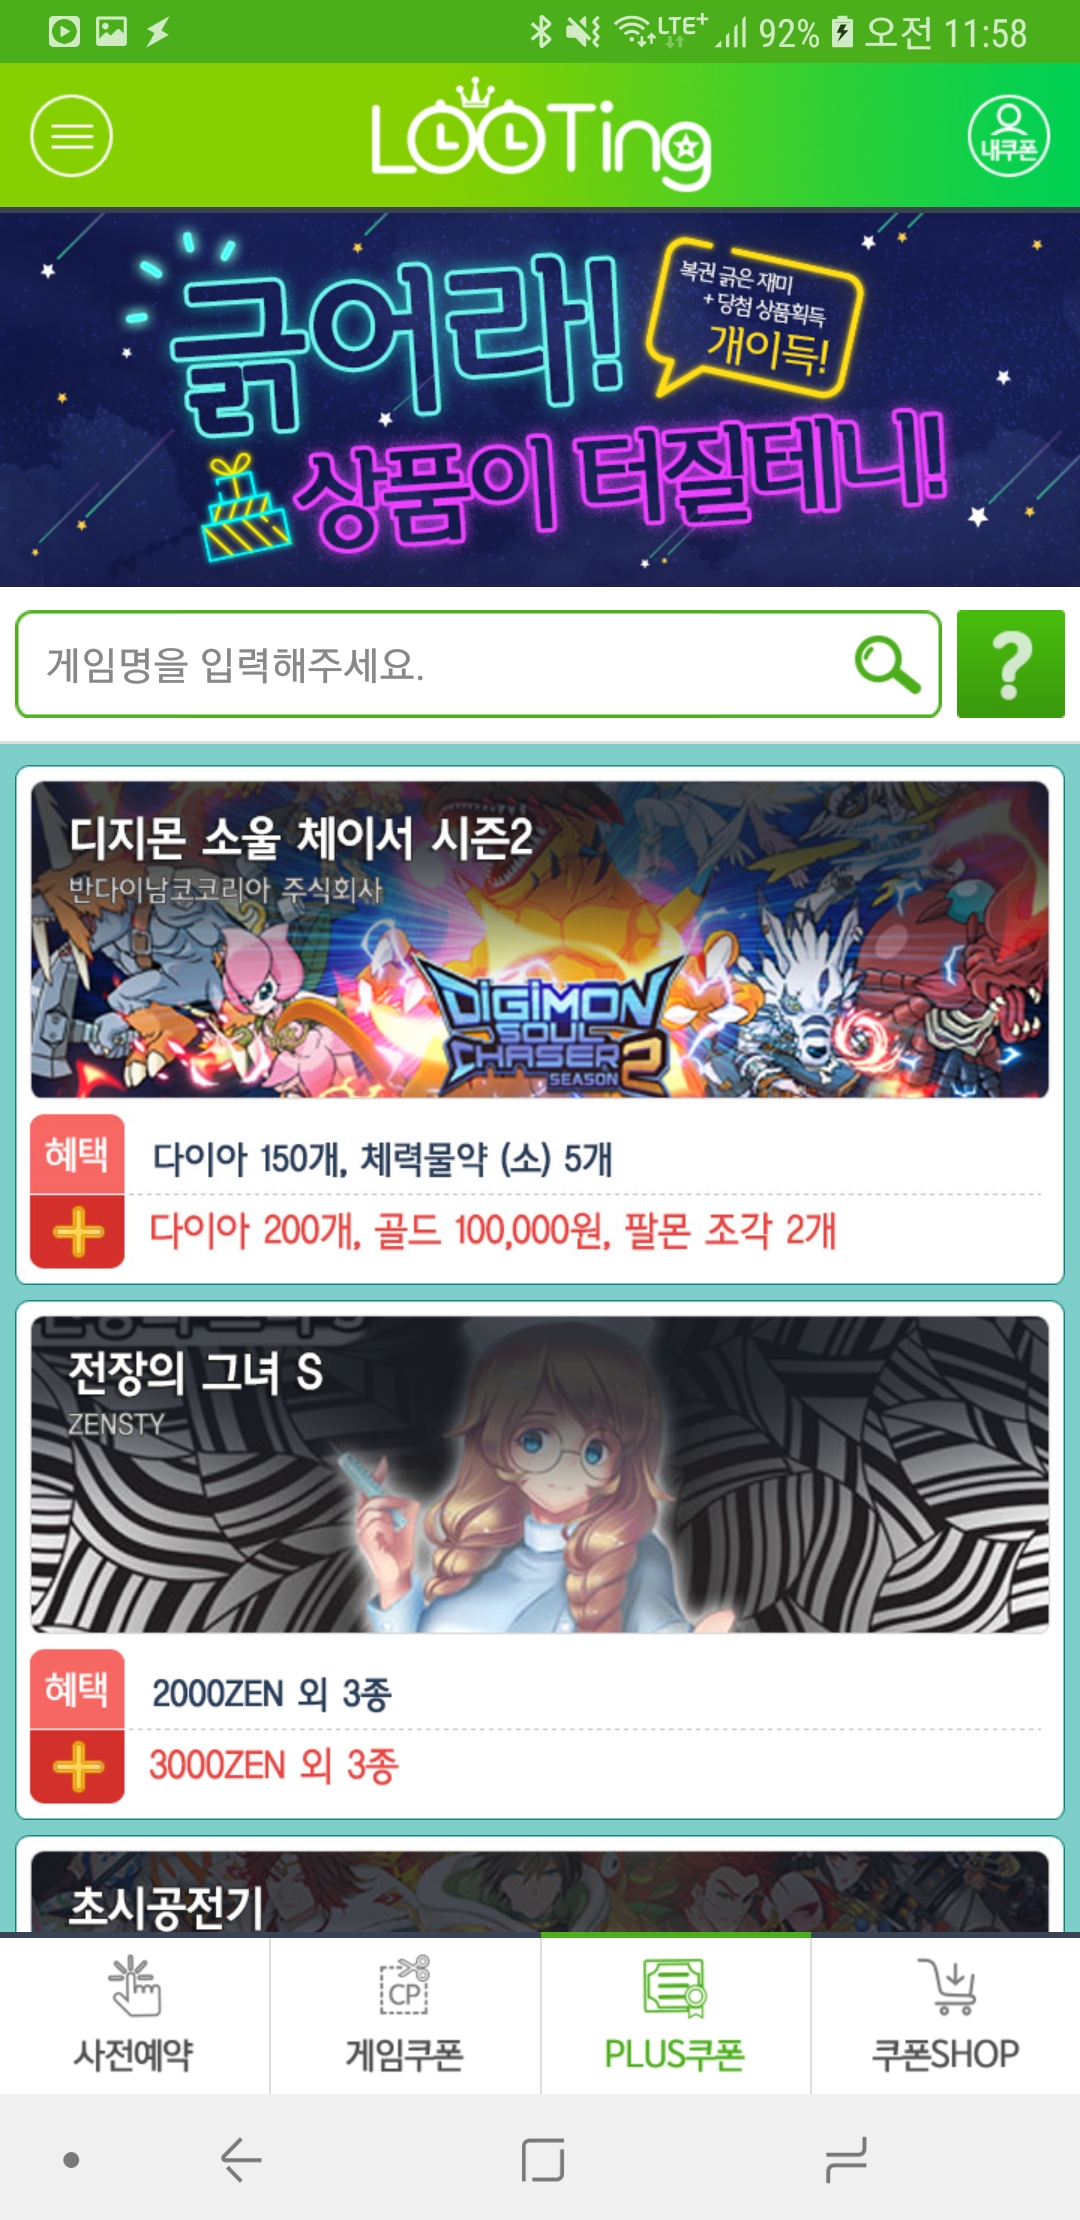 LTE+ 92% 오전 11:58
LOOTing
내쿠폰
긁어라!
복권 긁은 재미
+ 당첨 상품획득
개이득!
상품이 터질테니!
게임명을 입력해주세요.
?
디지몬 소울 체이서 시즌2
반다이남코코리아 주식회사
DIGIMON
SOUL
CHASER 2
SEASON
혜택 다이아 150개, 체력물약 (소) 5개
다이아 200개, 골드 100,000원, 팔몬 조각 2개
전장의 그녀 S
ZENSTY
혜택 2000ZEN 외 3종
3000ZEN 외 3종
초시공전기
CP
사전예약 게임쿠폰 PLUS쿠폰 쿠폰SHOP